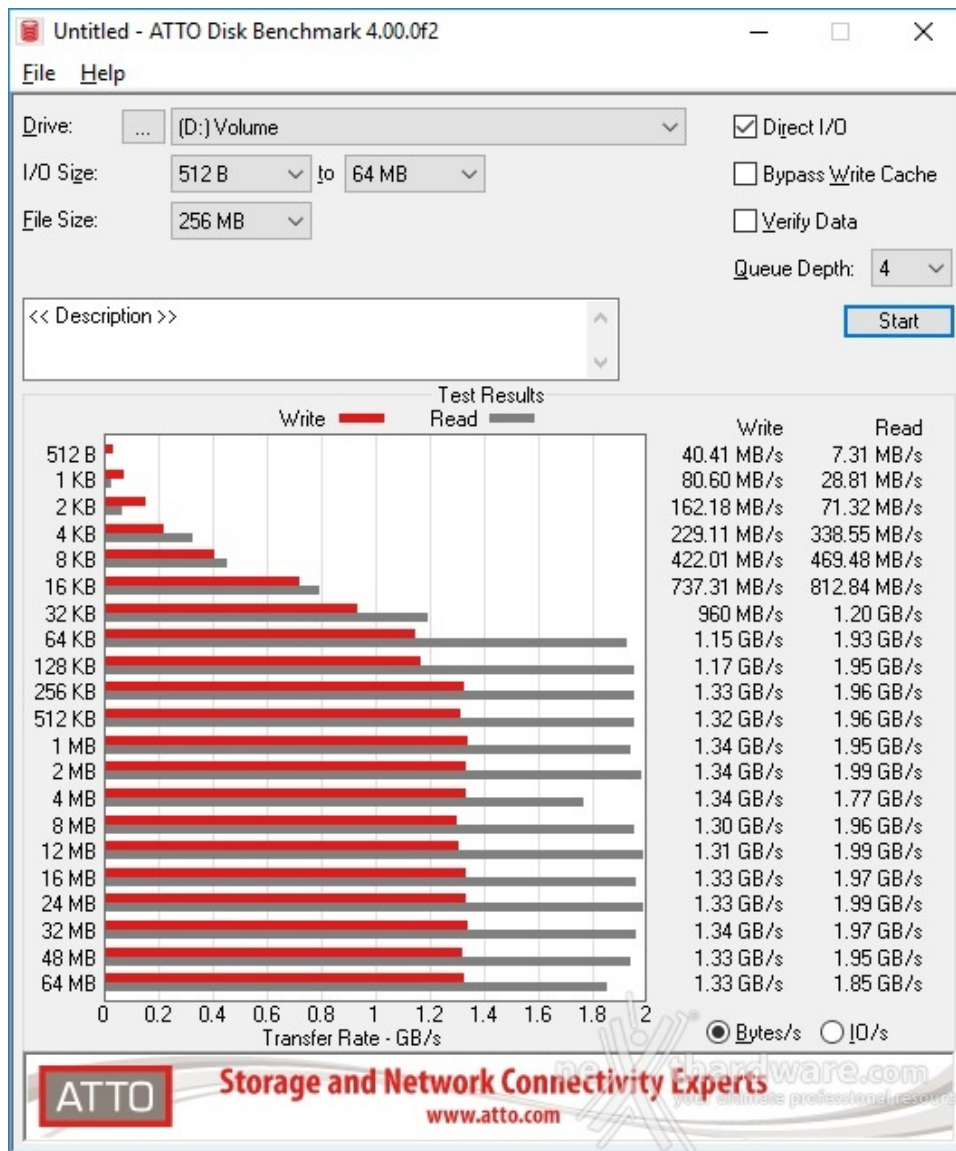 Untitled - ATTO Disk Benchmark 4.00.0f2
File Help
Drive: ... (D:) Volume Direct I/O
I/O Size: 512 B to 64 MB Bypass Write Cache
File Size: 256 MB Verify Data
Queue Depth: 4
<< Description >> Start
Test Results
Write Read Write Read
512 B 40.41 MB/s 7.31 MB/s
1 KB 80.60 MB/s 28.81 MB/s
2 KB 162.18 MB/s 71.32 MB/s
4 KB 229.11 MB/s 338.55 MB/s
8 KB 422.01 MB/s 469.48 MB/s
16 KB 737.31 MB/s 812.84 MB/s
32 KB 960 MB/s 1.20 GB/s
64 KB 1.15 GB/s 1.93 GB/s
128 KB 1.17 GB/s 1.95 GB/s
256 KB 1.33 GB/s 1.96 GB/s
512 KB 1.32 GB/s 1.96 GB/s
1 MB 1.34 GB/s 1.95 GB/s
2 MB 1.34 GB/s 1.99 GB/s
4 MB 1.34 GB/s 1.77 GB/s
8 MB 1.30 GB/s 1.96 GB/s
12 MB 1.31 GB/s 1.99 GB/s
16 MB 1.33 GB/s 1.97 GB/s
24 MB 1.33 GB/s 1.99 GB/s
32 MB 1.34 GB/s 1.97 GB/s
48 MB 1.33 GB/s 1.95 GB/s
64 MB 1.33 GB/s 1.85 GB/s
0 0.2 0.4 0.6 0.8 1 1.2 1.4 1.6 1.8 2
Transfer Rate - GB/s Bytes/s IO/s
ATTO Storage and Network Connectivity Experts
www.atto.com
your ultimate professional resource